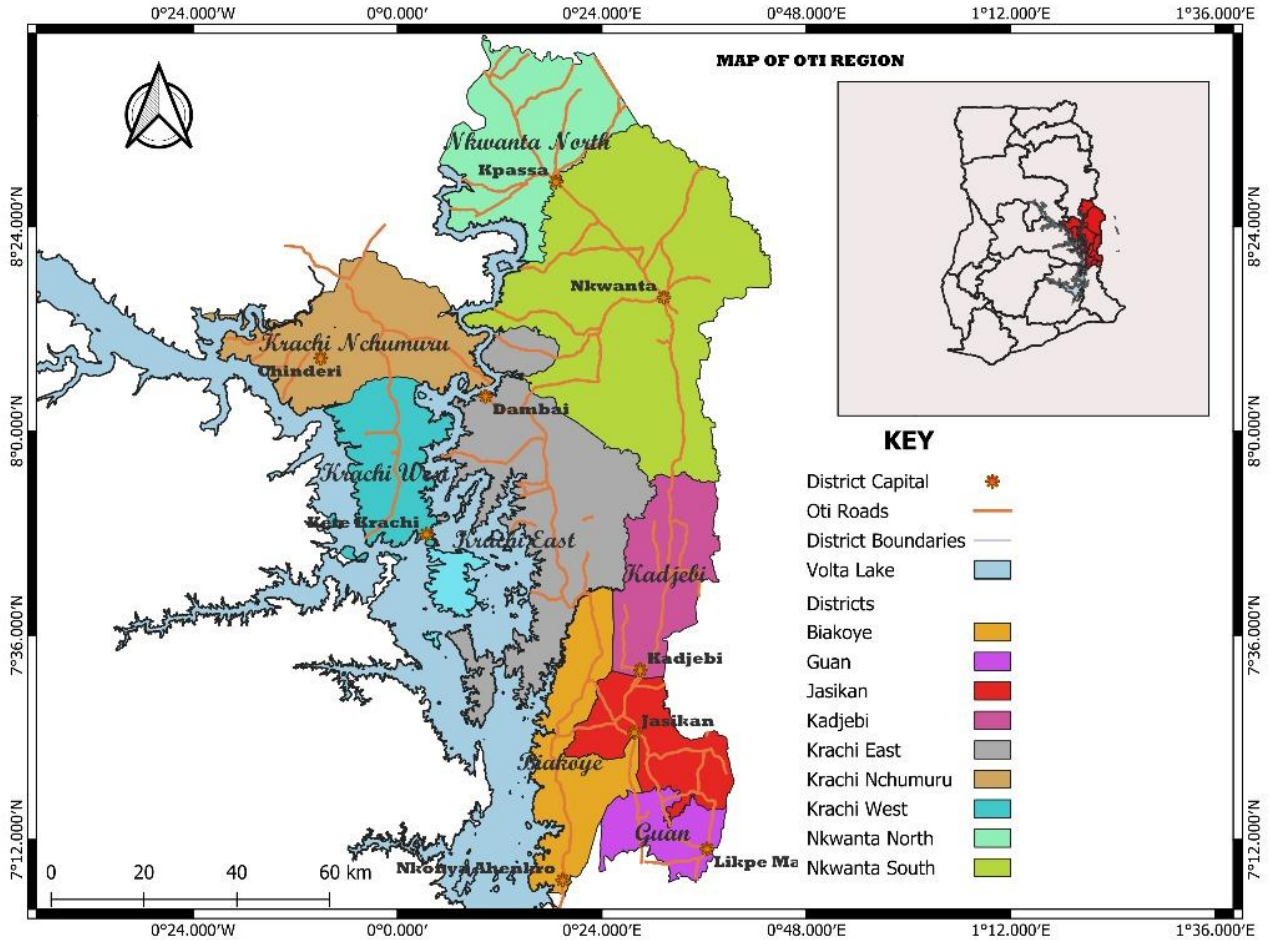 0°24.000'W 0°0.000' 0°24.000'E 0°48.000'E 1°12.000'E 1°36.000'E
MAP OF OTI REGION
Nkwanta North
Kpassa
8°24.000'N 8°24.000'N
Nkwanta
Krachi Nchumuru
Chinderi
Dambai
8°0.000'N 8°0.000'N
Krachi West
Kete Krachi
Krachi East
Kadjebi
7°36.000'N 7°36.000'N
Kadjebi
Jasikan
Biakoye
Guan
7°12.000'N 7°12.000'N
Likpe Ma
Nkonya Ahenkro
0 20 40 60 km
KEY
District Capital
Oti Roads
District Boundaries
Volta Lake
Districts
Biakoye
Guan
Jasikan
Kadjebi
Krachi East
Krachi Nchumuru
Krachi West
Nkwanta North
Nkwanta South
0°24.000'W 0°0.000' 0°24.000'E 0°48.000'E 1°12.000'E 1°36.000'E